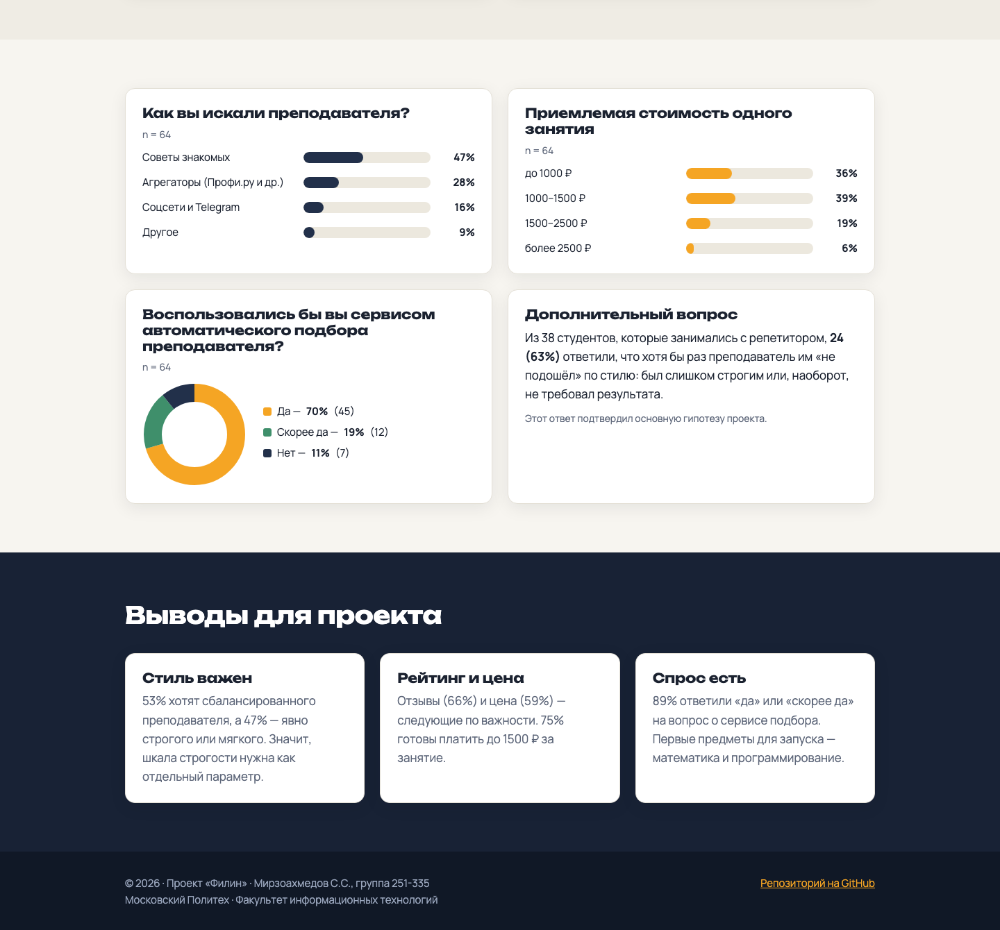 Как вы искали преподавателя?
n = 64
Советы знакомых 47%
Агрегаторы (Профи.ру и др.) 28%
Соцсети и Telegram 16%
Другое 9%
Приемлемая стоимость одного
занятия
n = 64
до 1000 ₽ 36%
1000–1500 ₽ 39%
1500–2500 ₽ 19%
более 2500 ₽ 6%
Воспользовались бы вы сервисом
автоматического подбора
преподавателя?
n = 64
Да — 70% (45)
Скорее да — 19% (12)
Нет — 11% (7)
Дополнительный вопрос
Из 38 студентов, которые занимались с репетитором, 24
(63%) ответили, что хотя бы раз преподаватель им «не
подошёл» по стилю: был слишком строгим или, наоборот,
не требовал результата.
Этот ответ подтвердил основную гипотезу проекта.
Выводы для проекта
Стиль важен
53% хотят сбалансированного
преподавателя, а 47% — явно
строгого или мягкого. Значит,
шкала строгости нужна как
отдельный параметр.
Рейтинг и цена
Отзывы (66%) и цена (59%) —
следующие по важности. 75%
готовы платить до 1500 ₽ за
занятие.
Спрос есть
89% ответили «да» или «скорее да»
на вопрос о сервисе подбора.
Первые предметы для запуска —
математика и программирование.
© 2026 · Проект «Филин» · Мирзоахмедов С.С., группа 251-335
Московский Политех · Факультет информационных технологий
Репозиторий на GitHub